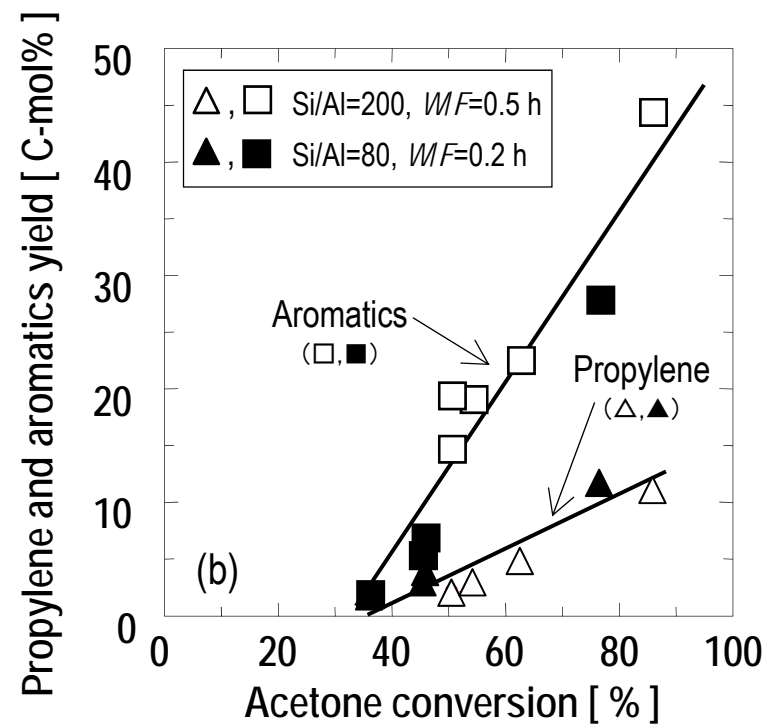 Propylene and aromatics yield [ C-mol% ]
50
40
30
20
10
0
△, □ Si/Al=200, W/F=0.5 h
▲, ■ Si/Al=80, W/F=0.2 h
Aromatics
(□,■)
Propylene
(△,▲)
(b)
0 20 40 60 80 100
Acetone conversion [ % ]